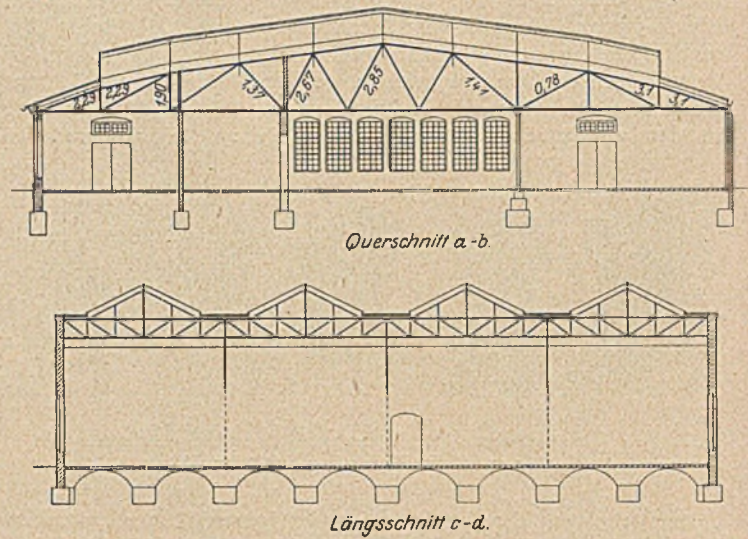 2,23 2,23 1,90 1,37 2,67 2,85 1,41 0,78 3,1 3,1
Querschnitt a-b.
Längsschnitt c-d.